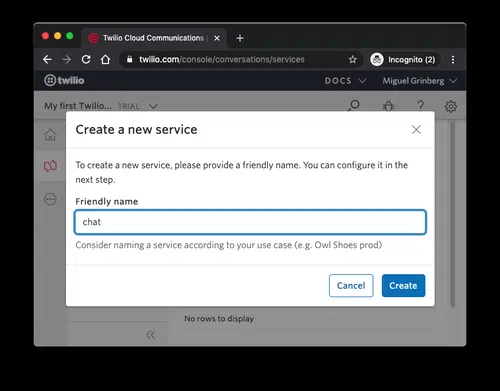 Twilio Cloud Communications
twilio.com/console/conversations/services
Incognito (2)
twilio
DOCS
Miguel Grinberg
My first Twilio...
TRIAL
Create a new service
To create a new service, please provide a friendly name. You can configure it in the
next step.
Friendly name
chat
Consider naming a service according to your use case (e.g. Owl Shoes prod)
Cancel
Create
No rows to display